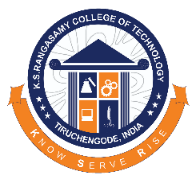 K.S.RANGASAMY COLLEGE OF TECHNOLOGY
TIRUCHENGODE, INDIA
KNOW SERVE RISE